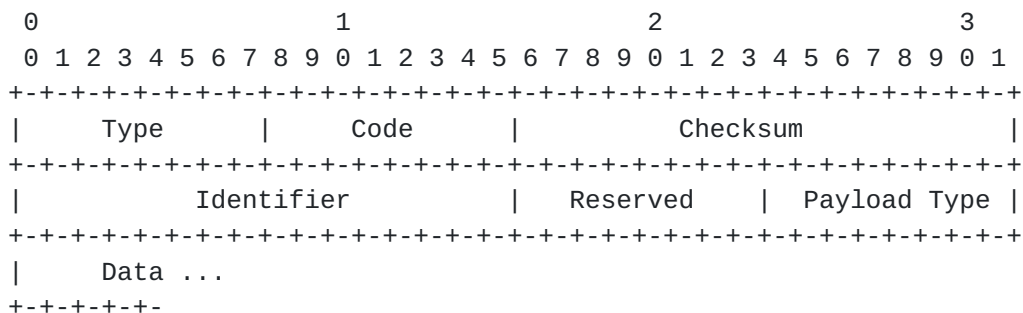 0                   1                   2                   3
 0 1 2 3 4 5 6 7 8 9 0 1 2 3 4 5 6 7 8 9 0 1 2 3 4 5 6 7 8 9 0 1
+-+-+-+-+-+-+-+-+-+-+-+-+-+-+-+-+-+-+-+-+-+-+-+-+-+-+-+-+-+-+-+-+
|     Type      |     Code      |          Checksum             |
+-+-+-+-+-+-+-+-+-+-+-+-+-+-+-+-+-+-+-+-+-+-+-+-+-+-+-+-+-+-+-+-+
|           Identifier          |   Reserved    |  Payload Type |
+-+-+-+-+-+-+-+-+-+-+-+-+-+-+-+-+-+-+-+-+-+-+-+-+-+-+-+-+-+-+-+-+
|     Data ...
+-+-+-+-+-